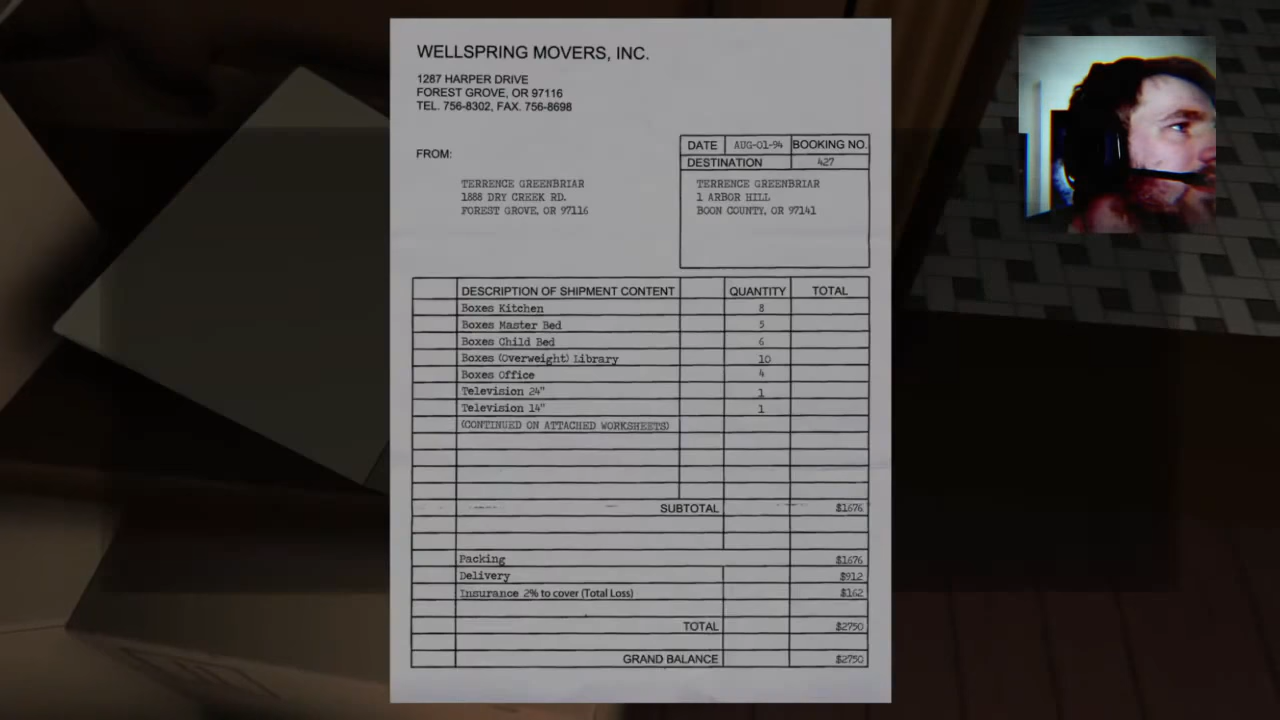 WELLSPRING MOVERS, INC.
1287 HARPER DRIVE
FOREST GROVE, OR 97116
TEL. 756-8302, FAX. 756-8698
DATE AUG-01-94 BOOKING NO.
DESTINATION 427
FROM:
TERRENCE GREENBRIAR
1888 DRY CREEK RD.
FOREST GROVE, OR 97116
TERRENCE GREENBRIAR
1 ARBOR HILL
BOON COUNTY, OR 97141
DESCRIPTION OF SHIPMENT CONTENT QUANTITY TOTAL
Boxes Kitchen 8
Boxes Master Bed 5
Boxes Child Bed 6
Boxes (Overweight) Library 10
Boxes Office 4
Television 24" 1
Television 14" 1
(CONTINUED ON ATTACHED WORKSHEETS)
SUBTOTAL $1676
Packing $1676
Delivery $912
Insurance 2% to cover (Total Loss) $162
TOTAL $2750
GRAND BALANCE $2750